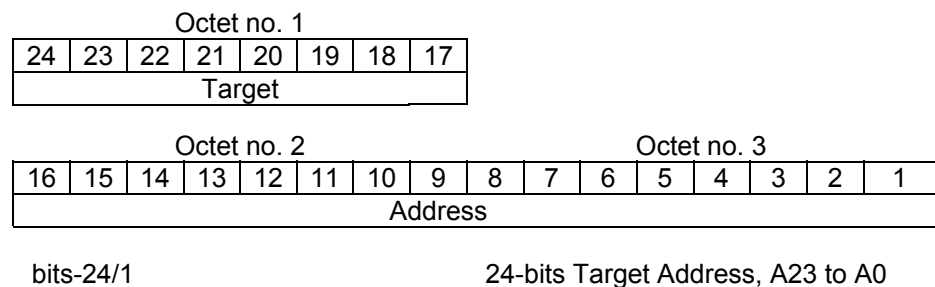 Octet no. 1
24 23 22 21 20 19 18 17
Target
Octet no. 2 Octet no. 3
16 15 14 13 12 11 10 9 8 7 6 5 4 3 2 1
Address
bits-24/1 24-bits Target Address, A23 to A0